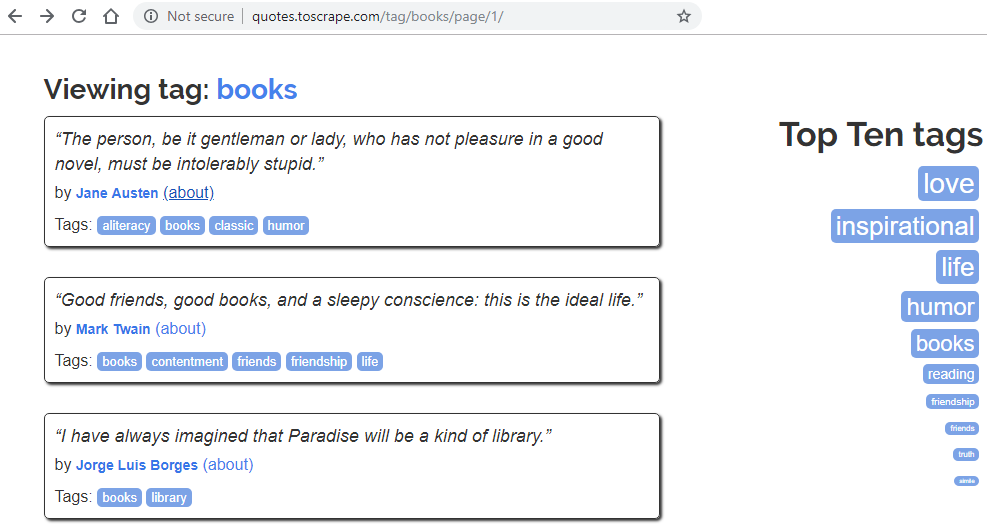 Not secure | quotes.toscrape.com/tag/books/page/1/
Viewing tag: books
“The person, be it gentleman or lady, who has not pleasure in a good
novel, must be intolerably stupid.”
by Jane Austen (about)
Tags: aliteracy books classic humor
“Good friends, good books, and a sleepy conscience: this is the ideal life.”
by Mark Twain (about)
Tags: books contentment friends friendship life
“I have always imagined that Paradise will be a kind of library.”
by Jorge Luis Borges (about)
Tags: books library
Top Ten tags
love
inspirational
life
humor
books
reading
friendship
friends
truth
simile